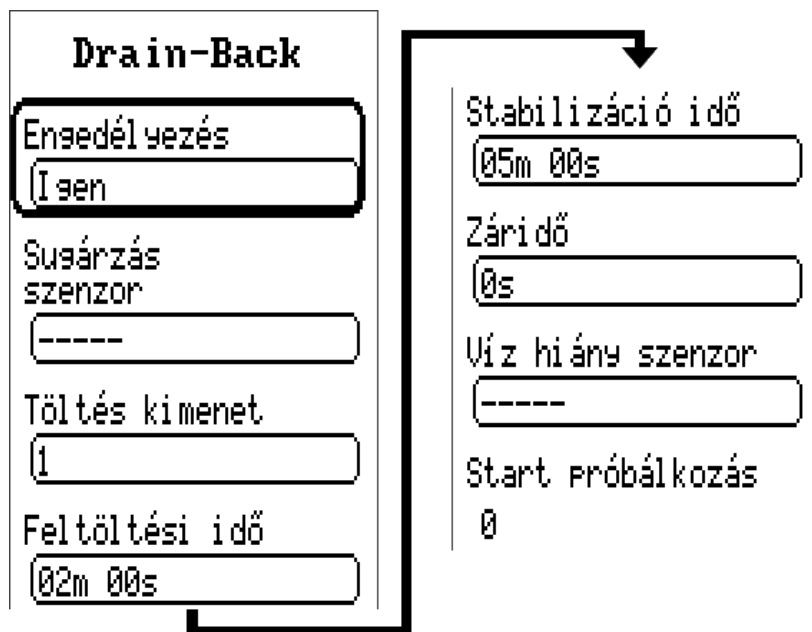 Drain-Back
Engedélyezés
Igen
Sugárzás
szenzor
-----
Töltés kimenet
1
Feltöltési idő
02m 00s
Stabilizáció idő
05m 00s
Záridő
0s
Víz hiány szenzor
-----
Start próbálkozás
0